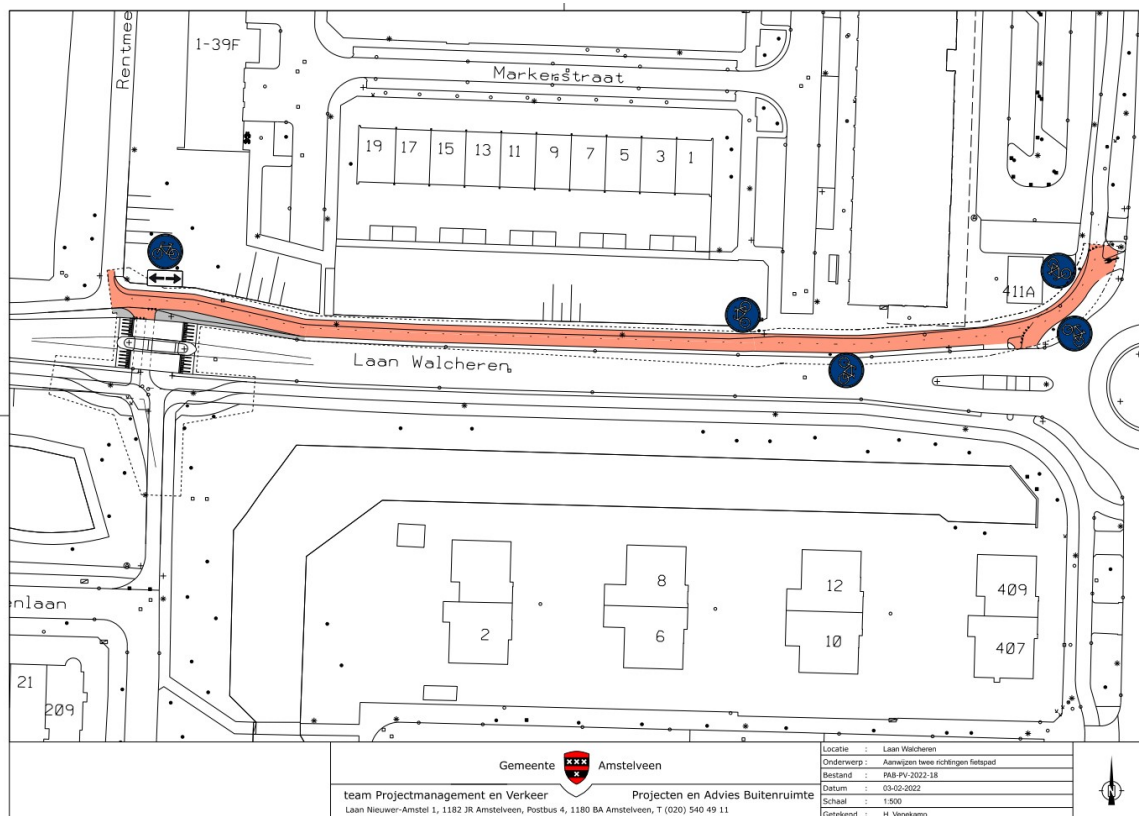 Rentmee
1-39F
Markerstraat
19 17 15 13 11 9 7 5 3 1
411A
Laan Walcheren
8
12
409
2
6
10
407
enlaan
21
209
Gemeente Amstelveen
team Projectmanagement en Verkeer
Projecten en Advies Buitenruimte
Laan Nieuwer-Amstel 1, 1182 JR Amstelveen, Postbus 4, 1180 BA Amstelveen, T (020) 540 49 11
Locatie : Laan Walcheren
Onderwerp : Aanwijzen twee richtingen fietspad
Bestand : PAB-PV-2022-18
Datum : 03-02-2022
Schaal : 1:500
Getekend : H. Venekamp
N